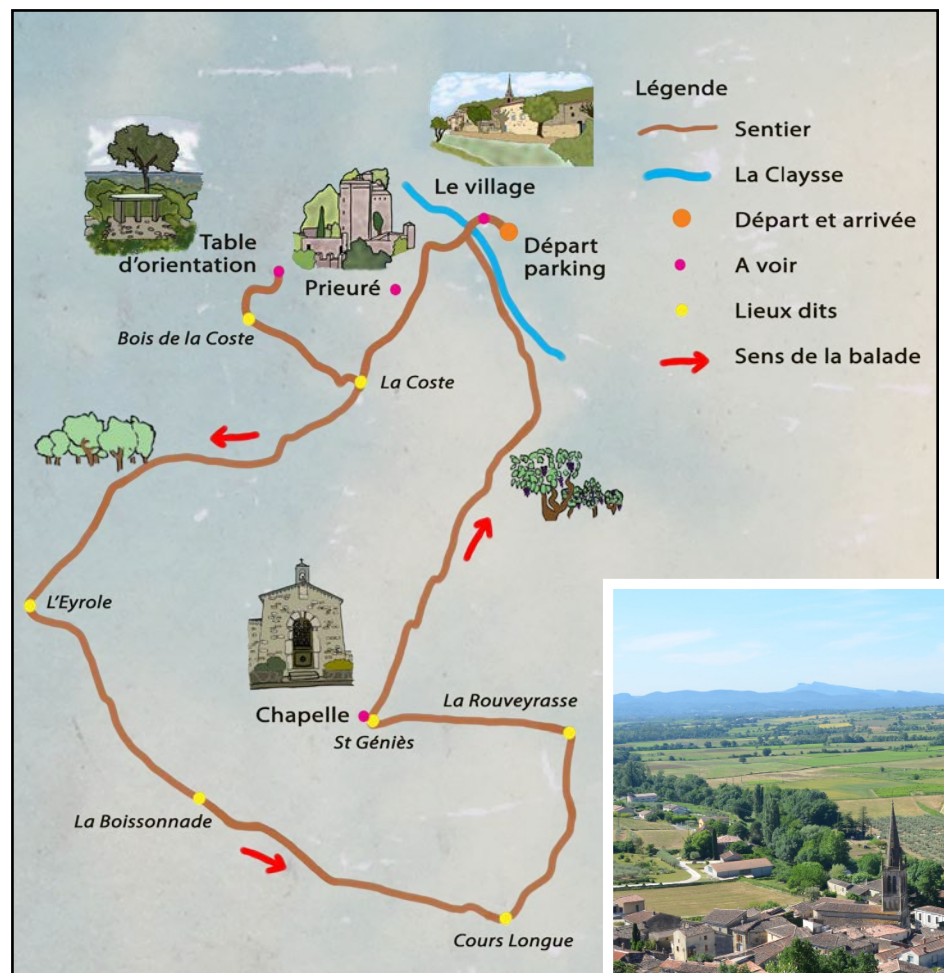 Légende
Sentier
La Claysse
Départ et arrivée
A voir
Lieux dits
Sens de la balade
Le village
Départ
parking
Table
d'orientation
Prieuré
Bois de la Coste
La Coste
L'Eyrole
Chapelle
St Géniès
La Rouveyrasse
La Boissonnade
Cours Longue